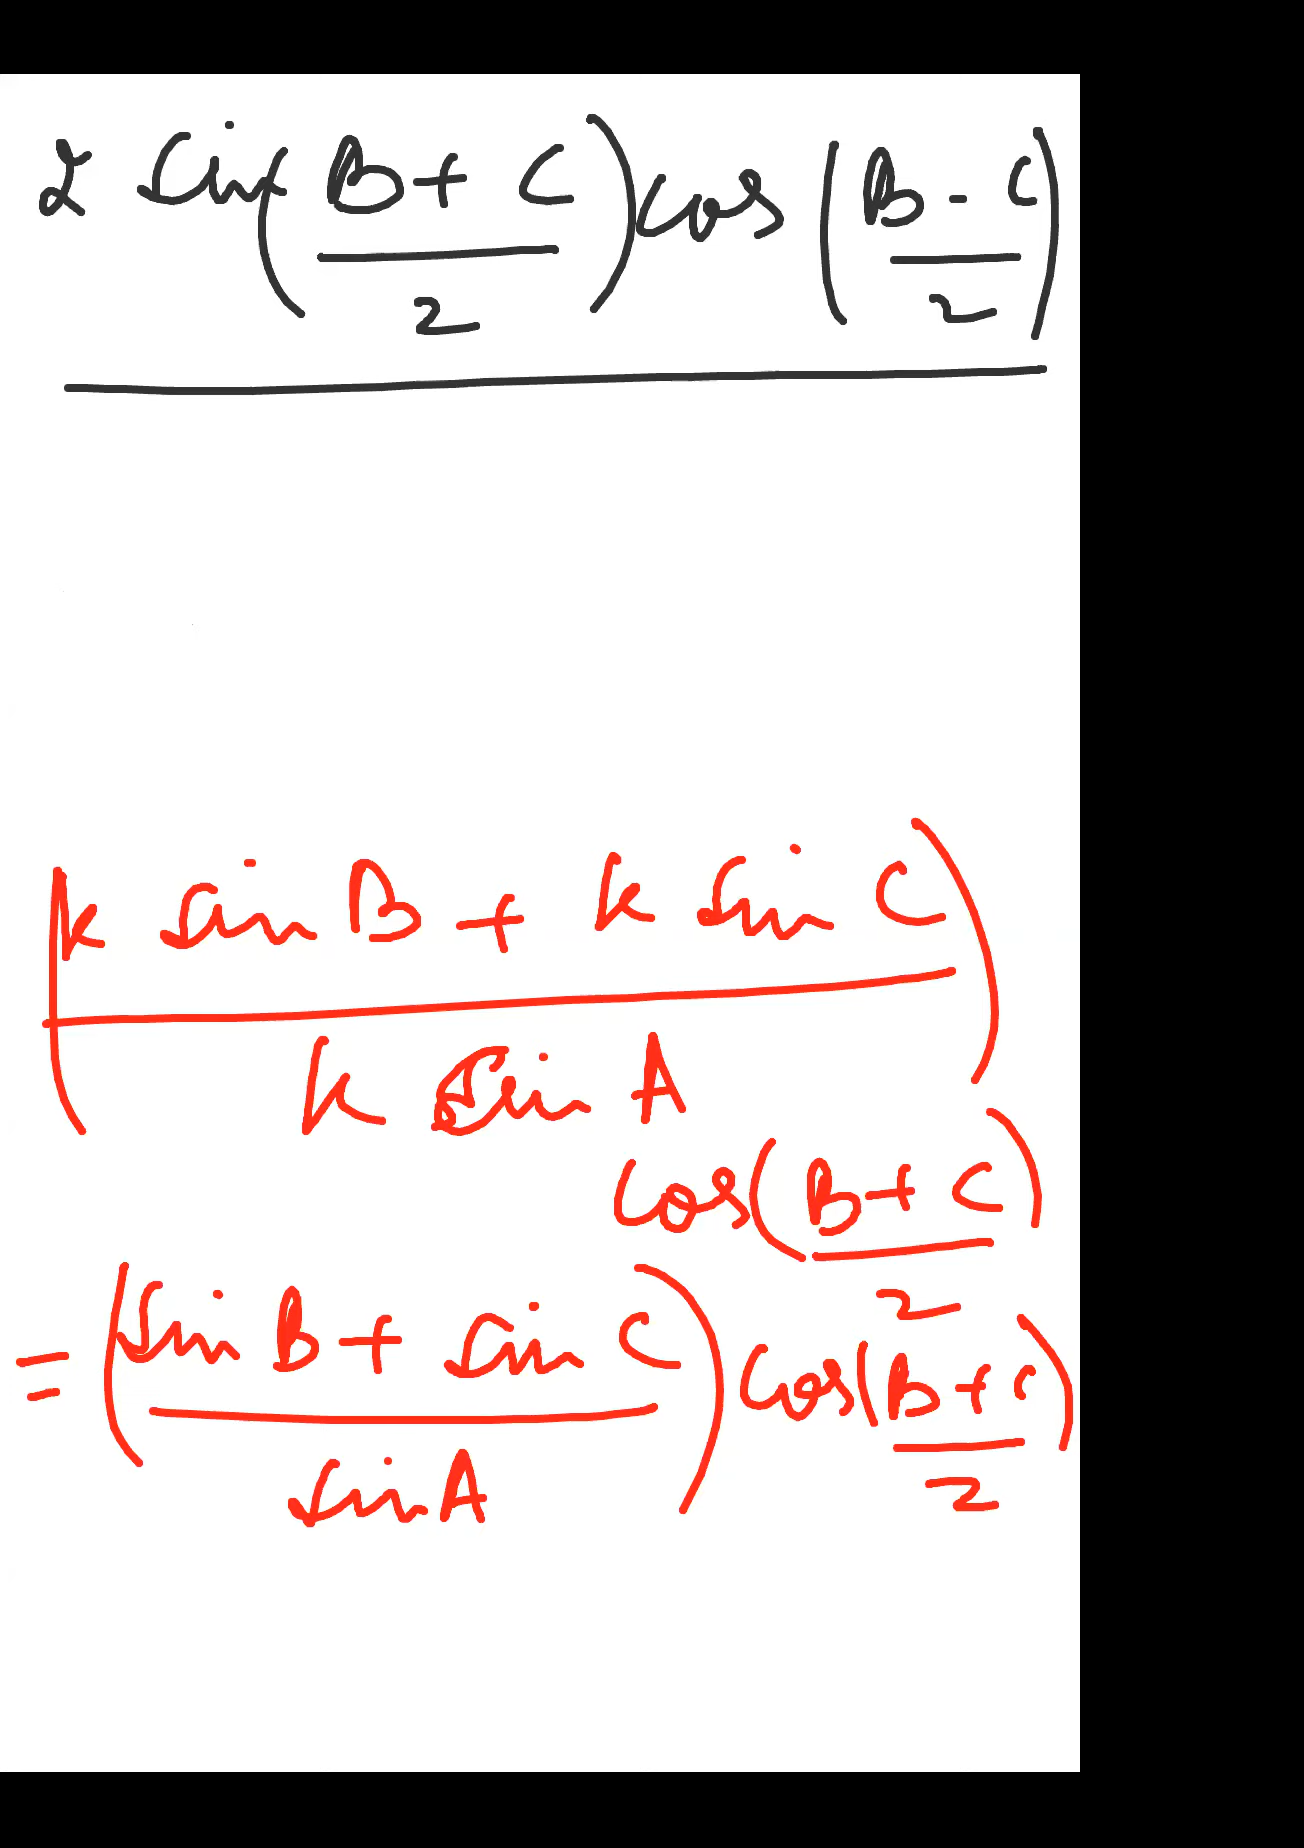 2 sin(B+C/2) cos(B-C/2)
(k sin B + k sin C)
k sin A
cos(B+C/2)
= (sin B + sin C/sin A) cos(B+C/2)